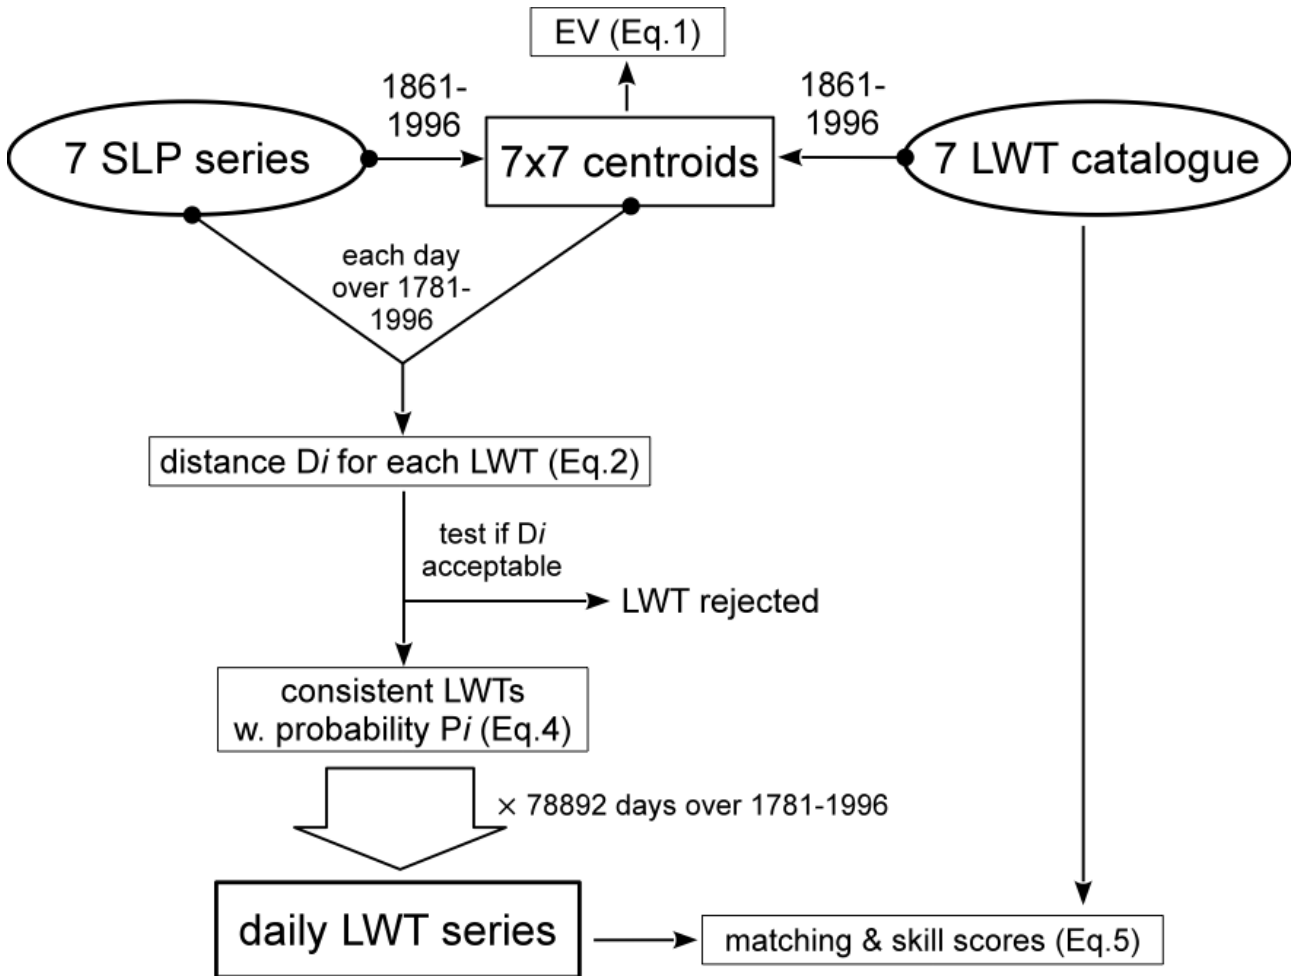 EV (Eq.1)
1861-
1996
1861-
1996
7 SLP series
7x7 centroids
7 LWT catalogue
each day
over 1781-
1996
distance Di for each LWT (Eq.2)
test if Di
acceptable
LWT rejected
consistent LWTs
w. probability Pi (Eq.4)
× 78892 days over 1781-1996
daily LWT series
matching & skill scores (Eq.5)